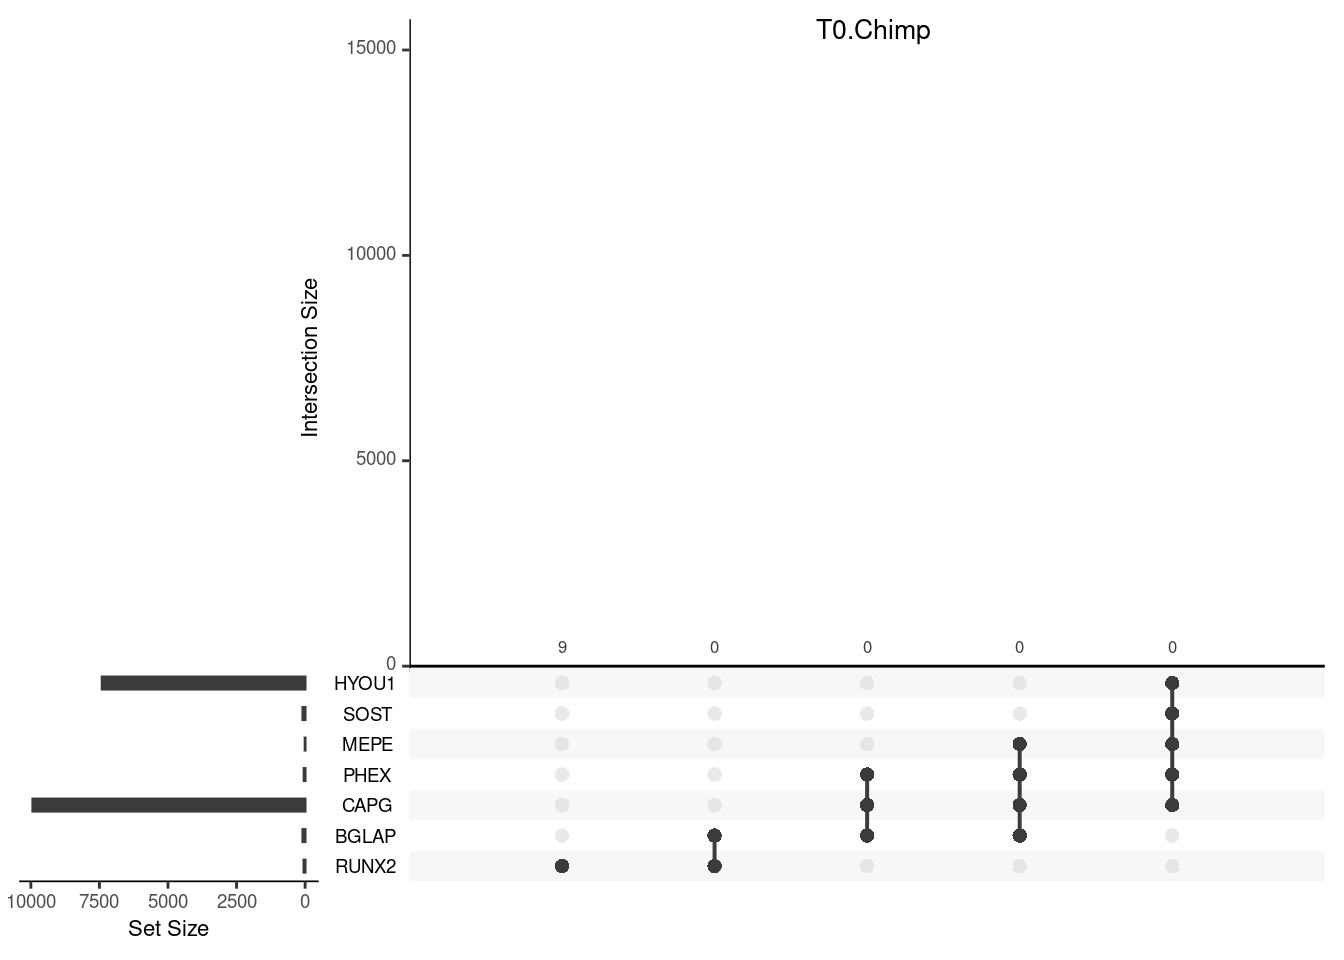 T0.Chimp
15000
10000
5000
0
Intersection Size
9 0 0 0 0
HYOU1
SOST
MEPE
PHEX
CAPG
BGLAP
RUNX2
10000 7500 5000 2500 0
Set Size